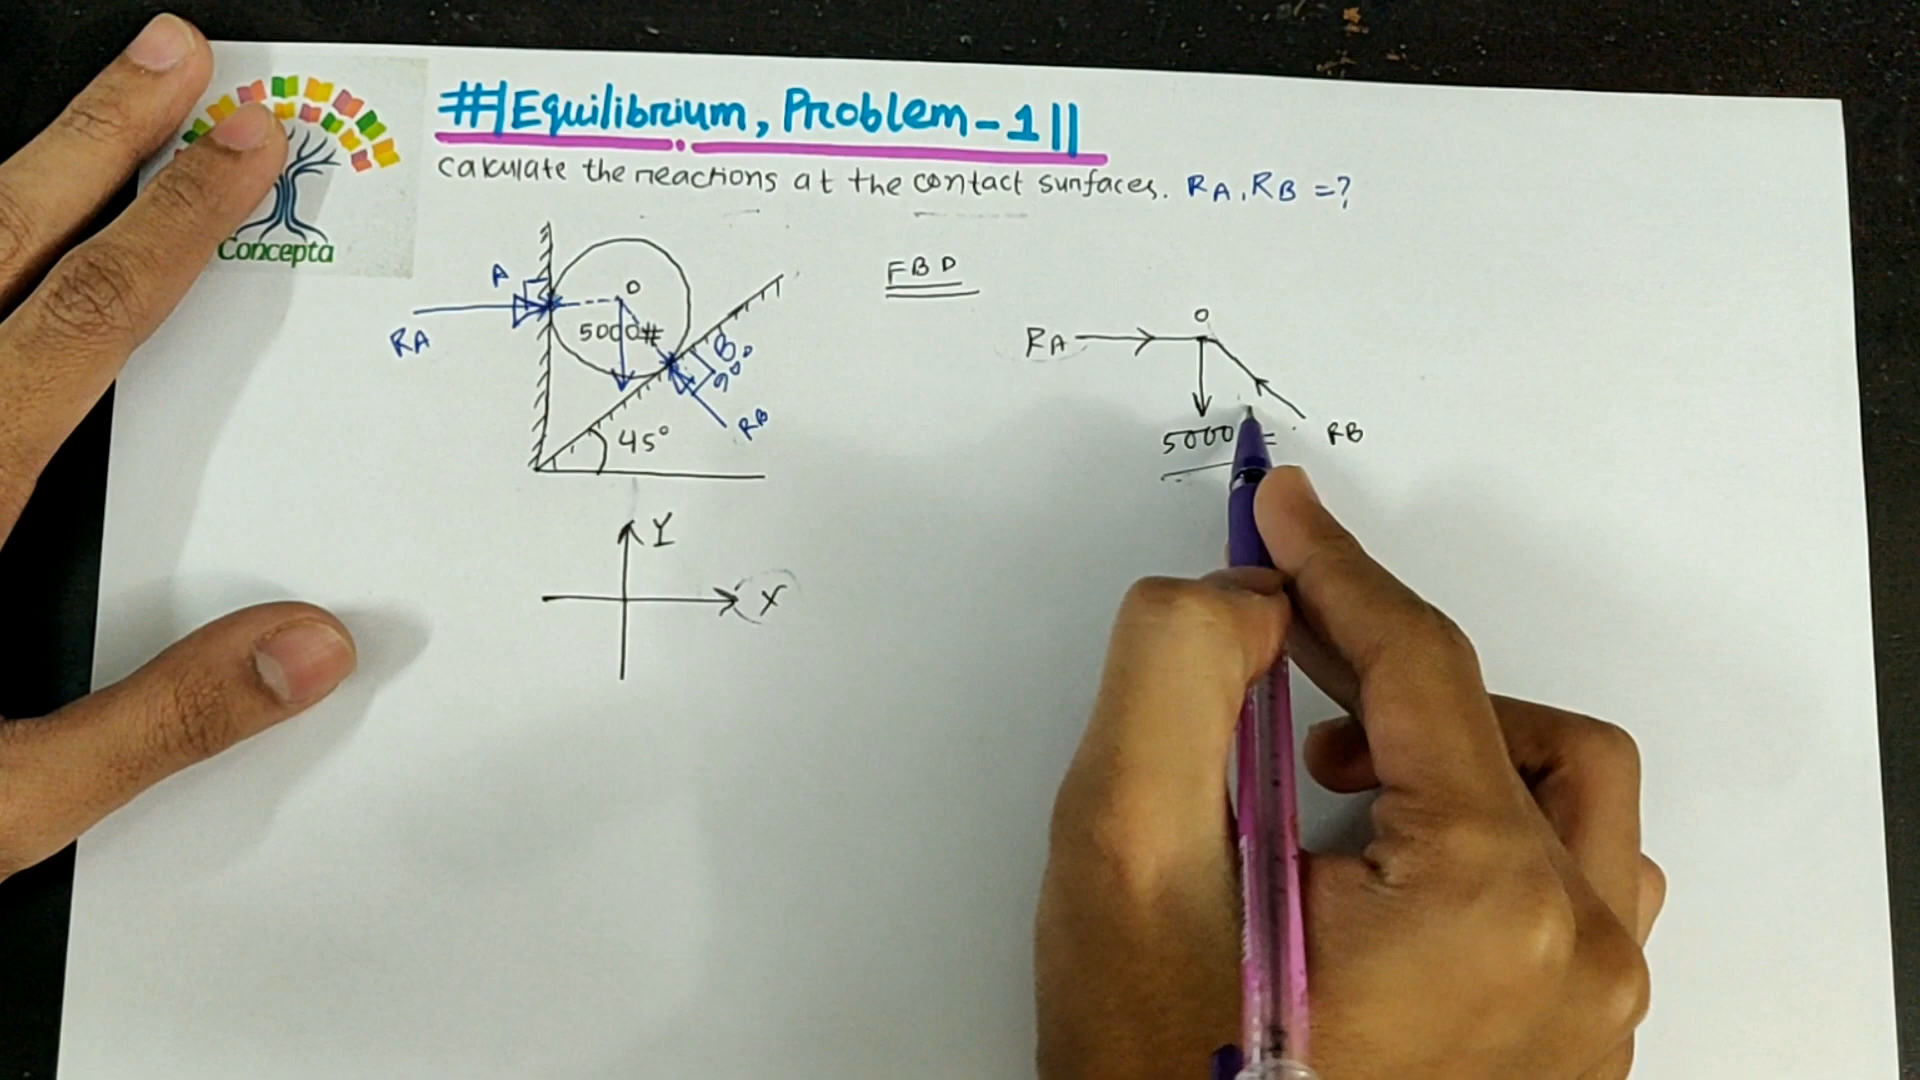 #||Equilibrium, Problem-1||
calculate the reactions at the contact surfaces. RA, RB =?
Concepta
FBD
A
O
5000#
RA
B
90°
RB
45°
O
RA
5000
RB
Y
X